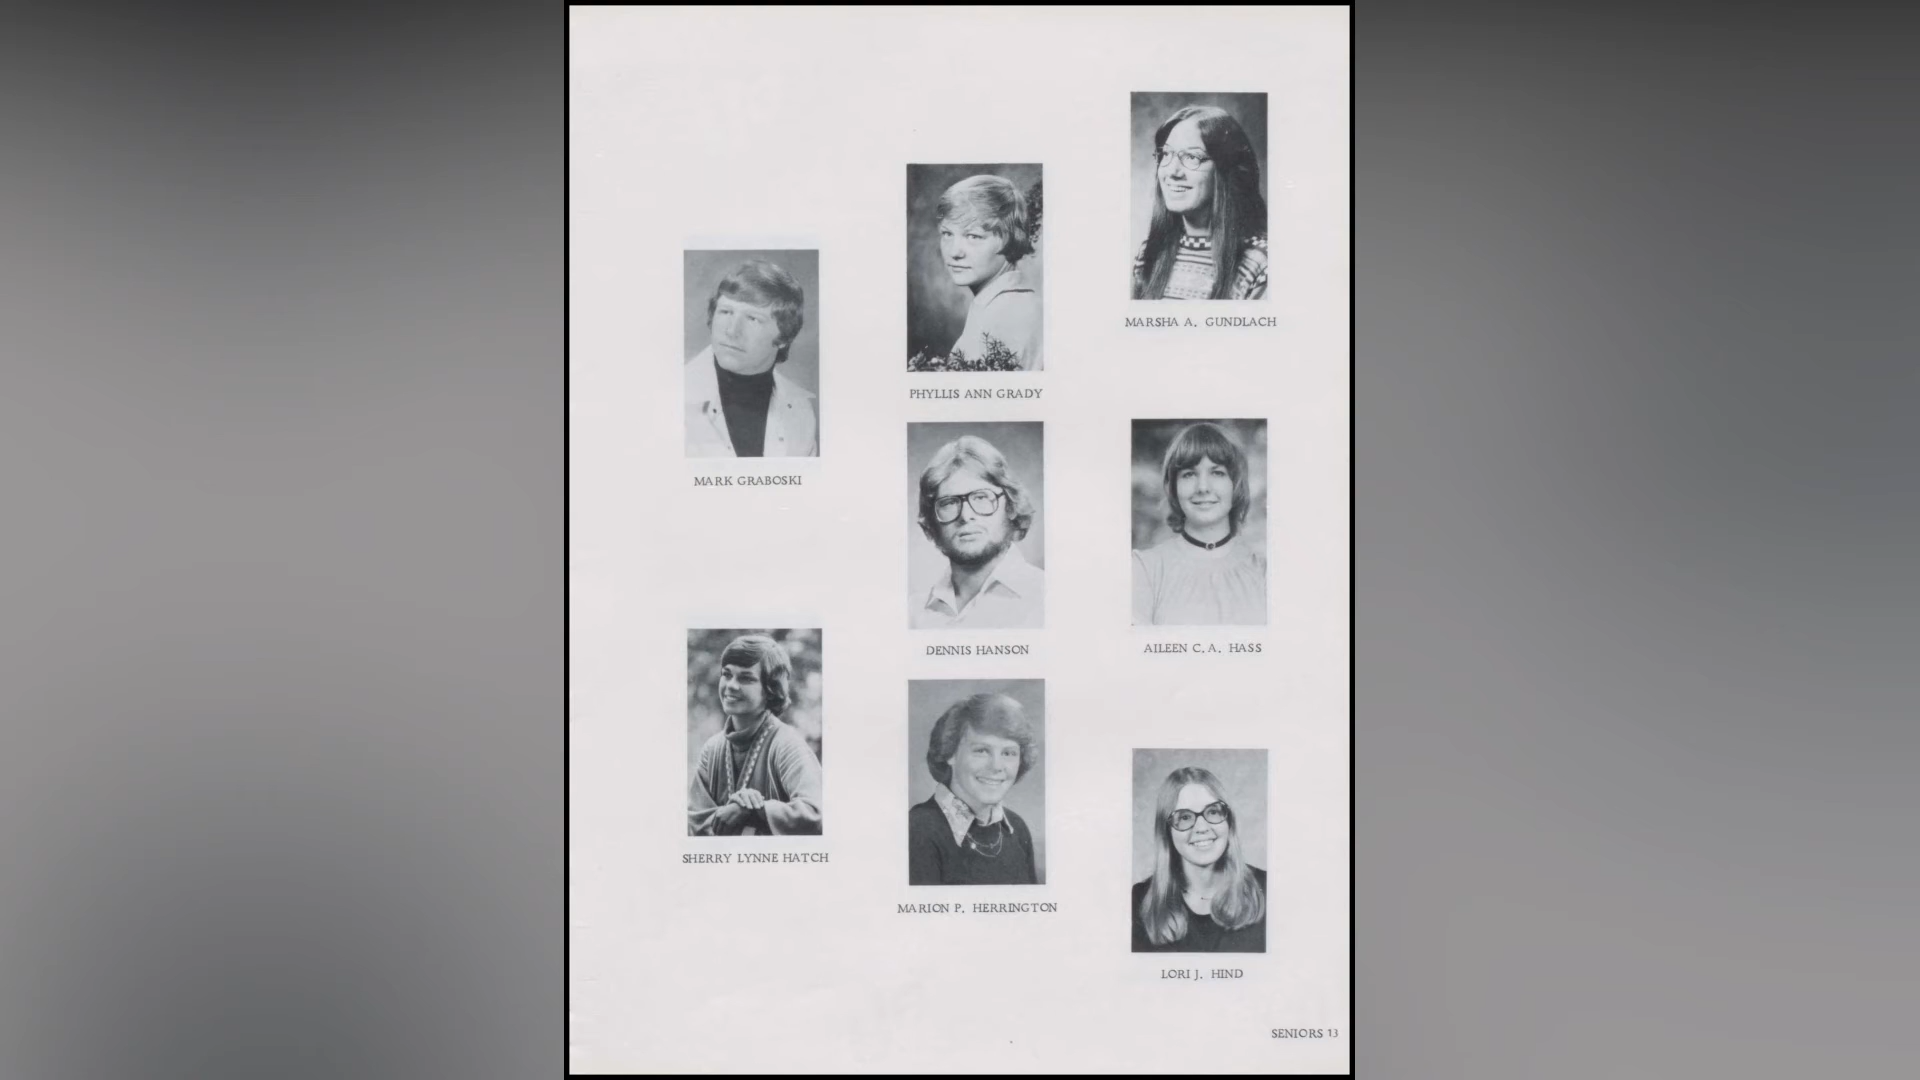 MARSHA A. GUNDLACH
PHYLLIS ANN GRADY
MARK GRABOSKI
DENNIS HANSON
AILEEN C.A. HASS
SHERRY LYNNE HATCH
MARION P. HERRINGTON
LORI J. HIND
SENIORS 13